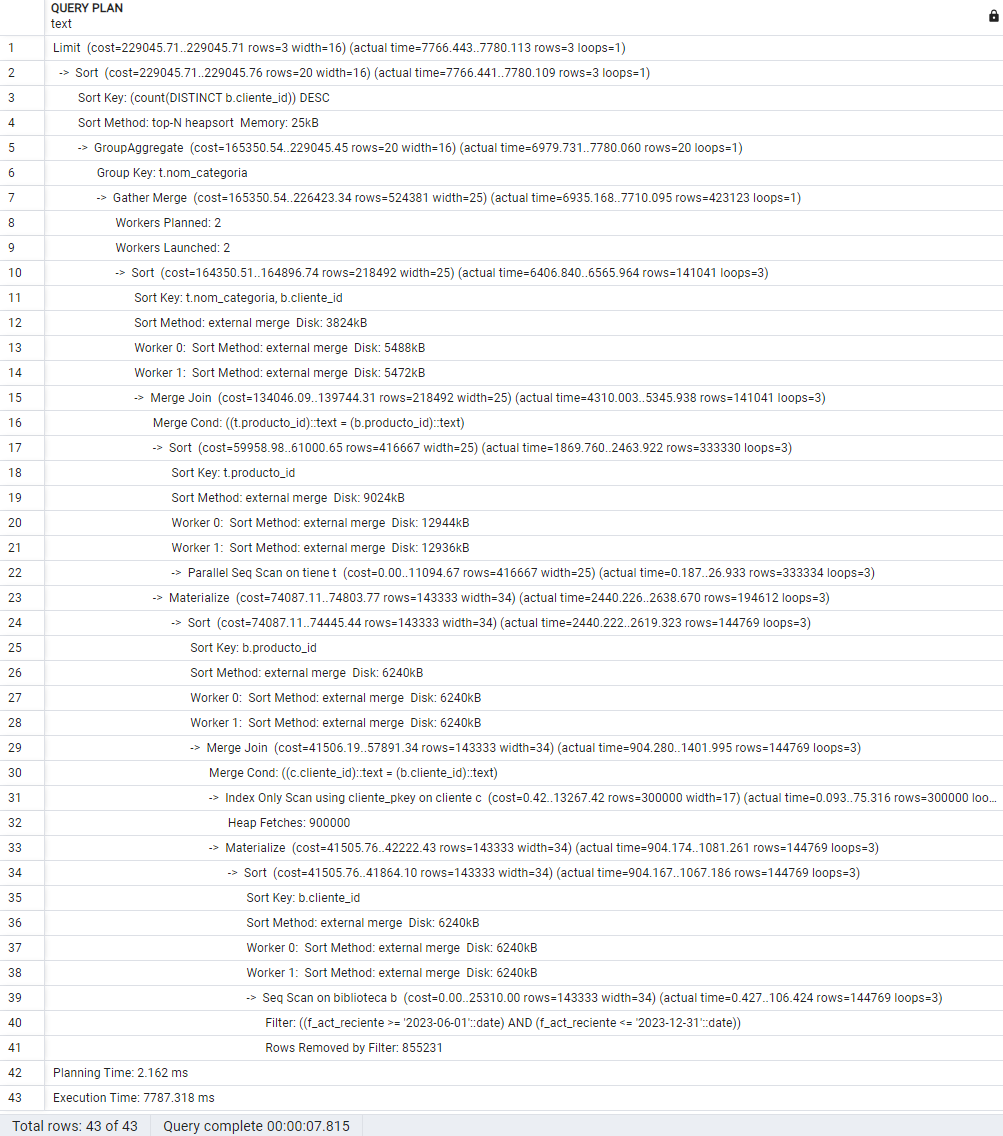 QUERY PLAN
text
1 Limit (cost=229045.71..229045.71 rows=3 width=16) (actual time=7766.443..7780.113 rows=3 loops=1)
2 -> Sort (cost=229045.71..229045.76 rows=20 width=16) (actual time=7766.441..7780.109 rows=3 loops=1)
3 Sort Key: (count(DISTINCT b.cliente_id)) DESC
4 Sort Method: top-N heapsort Memory: 25kB
5 -> GroupAggregate (cost=165350.54..229045.45 rows=20 width=16) (actual time=6979.731..7780.060 rows=20 loops=1)
6 Group Key: t.nom_categoria
7 -> Gather Merge (cost=165350.54..226423.34 rows=524381 width=25) (actual time=6935.168..7710.095 rows=423123 loops=1)
8 Workers Planned: 2
9 Workers Launched: 2
10 -> Sort (cost=164350.51..164896.74 rows=218492 width=25) (actual time=6406.840..6565.964 rows=141041 loops=3)
11 Sort Key: t.nom_categoria, b.cliente_id
12 Sort Method: external merge Disk: 3824kB
13 Worker 0: Sort Method: external merge Disk: 5488kB
14 Worker 1: Sort Method: external merge Disk: 5472kB
15 -> Merge Join (cost=134046.09..139744.31 rows=218492 width=25) (actual time=4310.003..5345.938 rows=141041 loops=3)
16 Merge Cond: ((t.producto_id)::text = (b.producto_id)::text)
17 -> Sort (cost=59958.98..61000.65 rows=416667 width=25) (actual time=1869.760..2463.922 rows=333330 loops=3)
18 Sort Key: t.producto_id
19 Sort Method: external merge Disk: 9024kB
20 Worker 0: Sort Method: external merge Disk: 12944kB
21 Worker 1: Sort Method: external merge Disk: 12936kB
22 -> Parallel Seq Scan on tiene t (cost=0.00..11094.67 rows=416667 width=25) (actual time=0.187..26.933 rows=333334 loops=3)
23 -> Materialize (cost=74087.11..74803.77 rows=143333 width=34) (actual time=2440.226..2638.670 rows=194612 loops=3)
24 -> Sort (cost=74087.11..74445.44 rows=143333 width=34) (actual time=2440.222..2619.323 rows=144769 loops=3)
25 Sort Key: b.producto_id
26 Sort Method: external merge Disk: 6240kB
27 Worker 0: Sort Method: external merge Disk: 6240kB
28 Worker 1: Sort Method: external merge Disk: 6240kB
29 -> Merge Join (cost=41506.19..57891.34 rows=143333 width=34) (actual time=904.280..1401.995 rows=144769 loops=3)
30 Merge Cond: ((c.cliente_id)::text = (b.cliente_id)::text)
31 -> Index Only Scan using cliente_pkey on cliente c (cost=0.42..13267.42 rows=300000 width=17) (actual time=0.093..75.316 rows=300000 loo...
32 Heap Fetches: 900000
33 -> Materialize (cost=41505.76..42222.43 rows=143333 width=34) (actual time=904.174..1081.261 rows=144769 loops=3)
34 -> Sort (cost=41505.76..41864.10 rows=143333 width=34) (actual time=904.167..1067.186 rows=144769 loops=3)
35 Sort Key: b.cliente_id
36 Sort Method: external merge Disk: 6240kB
37 Worker 0: Sort Method: external merge Disk: 6240kB
38 Worker 1: Sort Method: external merge Disk: 6240kB
39 -> Seq Scan on biblioteca b (cost=0.00..25310.00 rows=143333 width=34) (actual time=0.427..106.424 rows=144769 loops=3)
40 Filter: ((f_act_reciente >= '2023-06-01'::date) AND (f_act_reciente <= '2023-12-31'::date))
41 Rows Removed by Filter: 855231
42 Planning Time: 2.162 ms
43 Execution Time: 7787.318 ms
Total rows: 43 of 43 Query complete 00:00:07.815